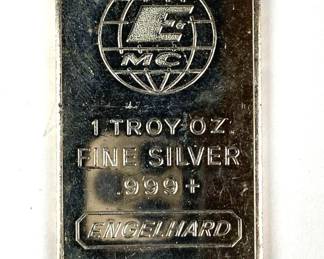 E
MC
1 TROY OZ.
FINE SILVER
.999+
ENGELHARD